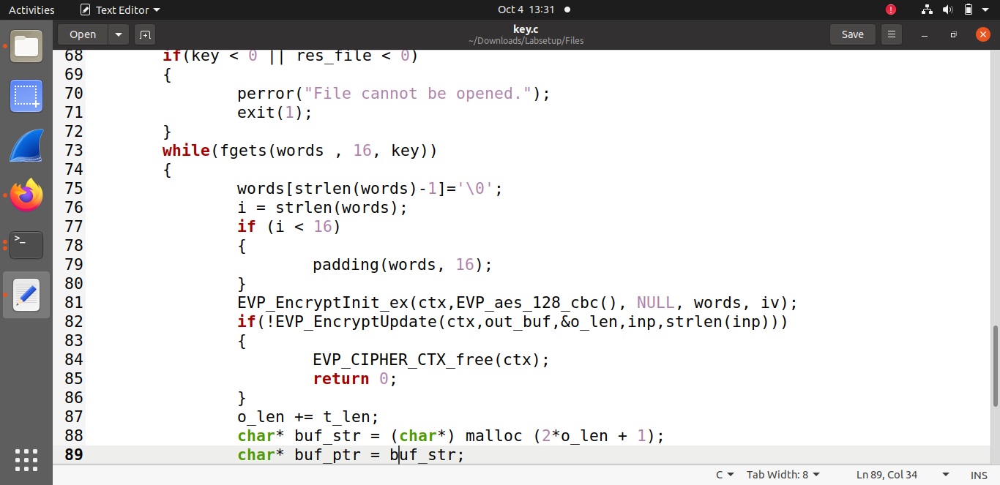 Activities Text Editor Oct 4 13:31
Open key.c Save
~/Downloads/Labsetup/Files
68 if(key < 0 || res_file < 0)
69 {
70 perror("File cannot be opened.");
71 exit(1);
72 }
73 while(fgets(words , 16, key))
74 {
75 words[strlen(words)-1]='\0';
76 i = strlen(words);
77 if (i < 16)
78 {
79 padding(words, 16);
80 }
81 EVP_EncryptInit_ex(ctx,EVP_aes_128_cbc(), NULL, words, iv);
82 if(!EVP_EncryptUpdate(ctx,out_buf,&o_len,inp,strlen(inp)))
83 {
84 EVP_CIPHER_CTX_free(ctx);
85 return 0;
86 }
87 o_len += t_len;
88 char* buf_str = (char*) malloc (2*o_len + 1);
89 char* buf_ptr = buf_str;
C Tab Width: 8 Ln 89, Col 34 INS